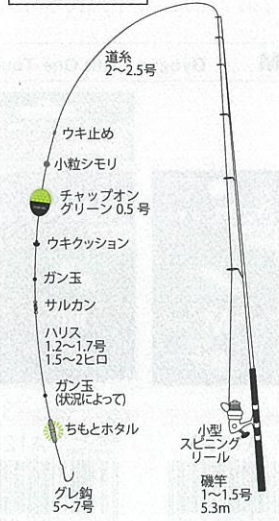 道糸
2〜2.5号
ウキ止め
小粒シモリ
チャップオン
グリーン 0.5 号
ウキクッション
ガン玉
サルカン
ハリス
1.2〜1.7号
1.5〜2ヒロ
ガン玉
(状況によって)
ちもとホタル
グレ鈎
5〜7号
小型
スピニング
リール
磯竿
1〜1.5号
5.3m